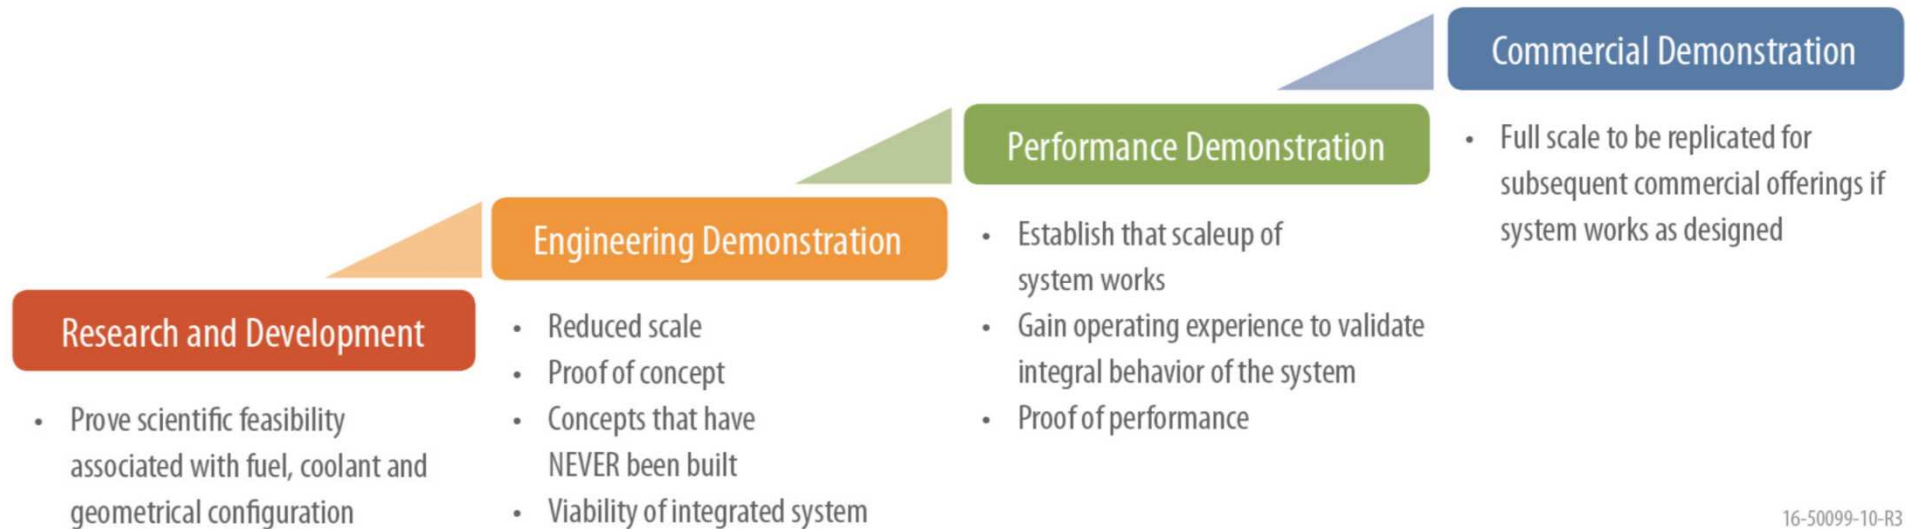 Research and Development
• Prove scientific feasibility
associated with fuel, coolant and
geometrical configuration
Engineering Demonstration
• Reduced scale
• Proof of concept
• Concepts that have
NEVER been built
• Viability of integrated system
Performance Demonstration
• Establish that scaleup of
system works
• Gain operating experience to validate
integral behavior of the system
• Proof of performance
Commercial Demonstration
• Full scale to be replicated for
subsequent commercial offerings if
system works as designed
16-50099-10-R3